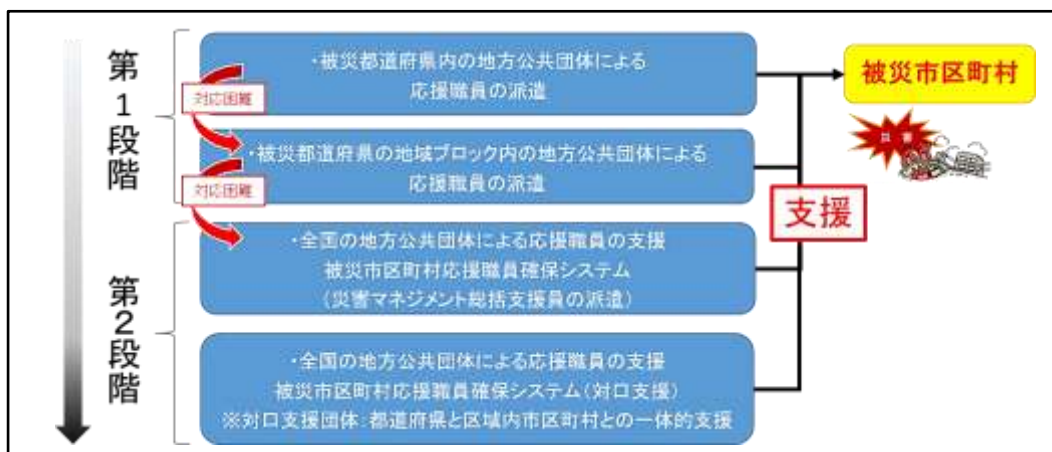 第1段階
・被災都道府県内の地方公共団体による
応援職員の派遣
対応困難
・被災都道府県の地域ブロック内の地方公共団体による
応援職員の派遣
対応困難
第2段階
・全国の地方公共団体による応援職員の支援
被災市区町村応援職員確保システム
(災害マネジメント総括支援員の派遣)
・全国の地方公共団体による応援職員の支援
被災市区町村応援職員確保システム(対口支援)
※対口支援団体:都道府県と区域内市区町村との一体的支援
被災市区町村
支援